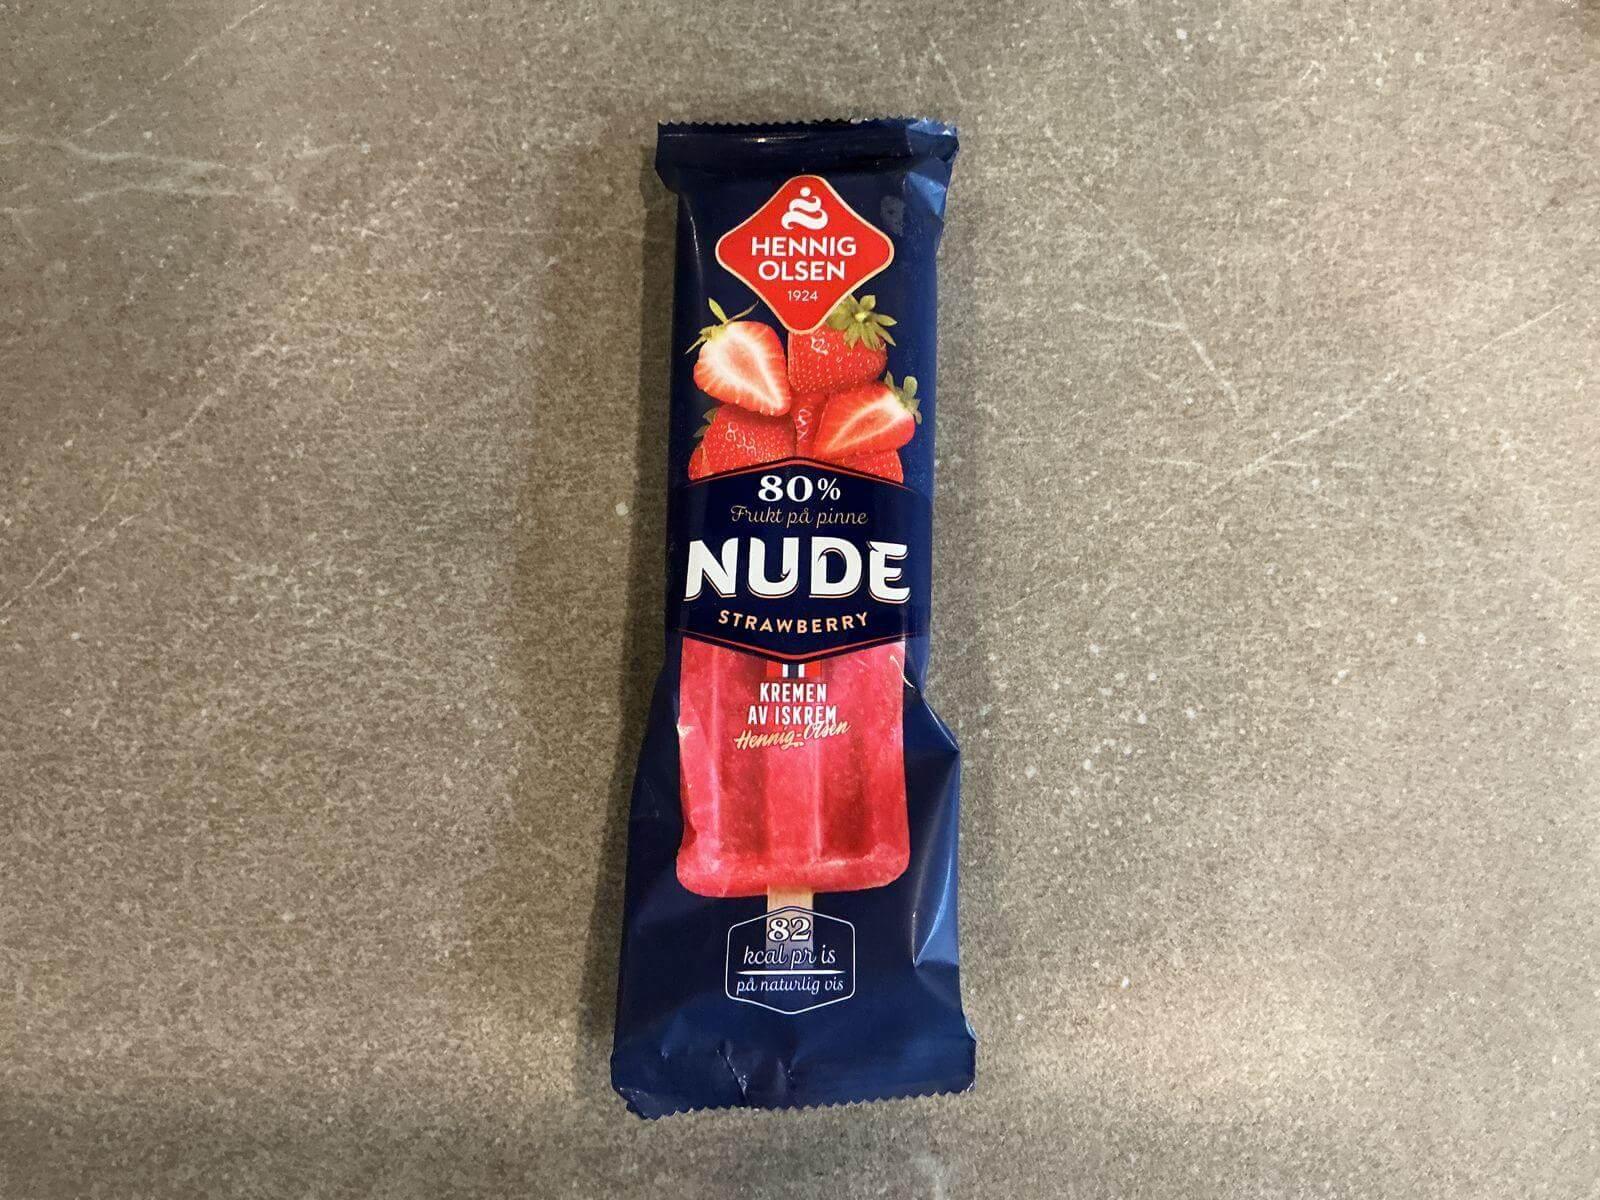 HENNIG
OLSEN
1924
80%
Frukt på pinne
NUDE
STRAWBERRY
KREMEN
AV ISKREM
Hennig-Olsen
82
kcal pr is
på naturlig vis